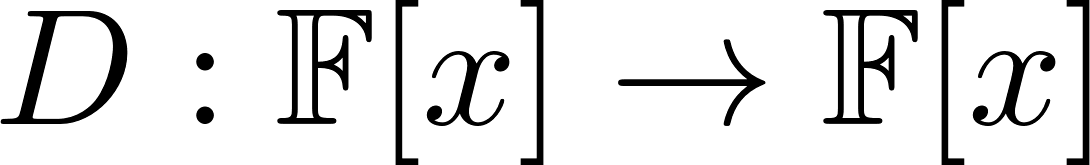 D : 𝔽[x] → 𝔽[x]